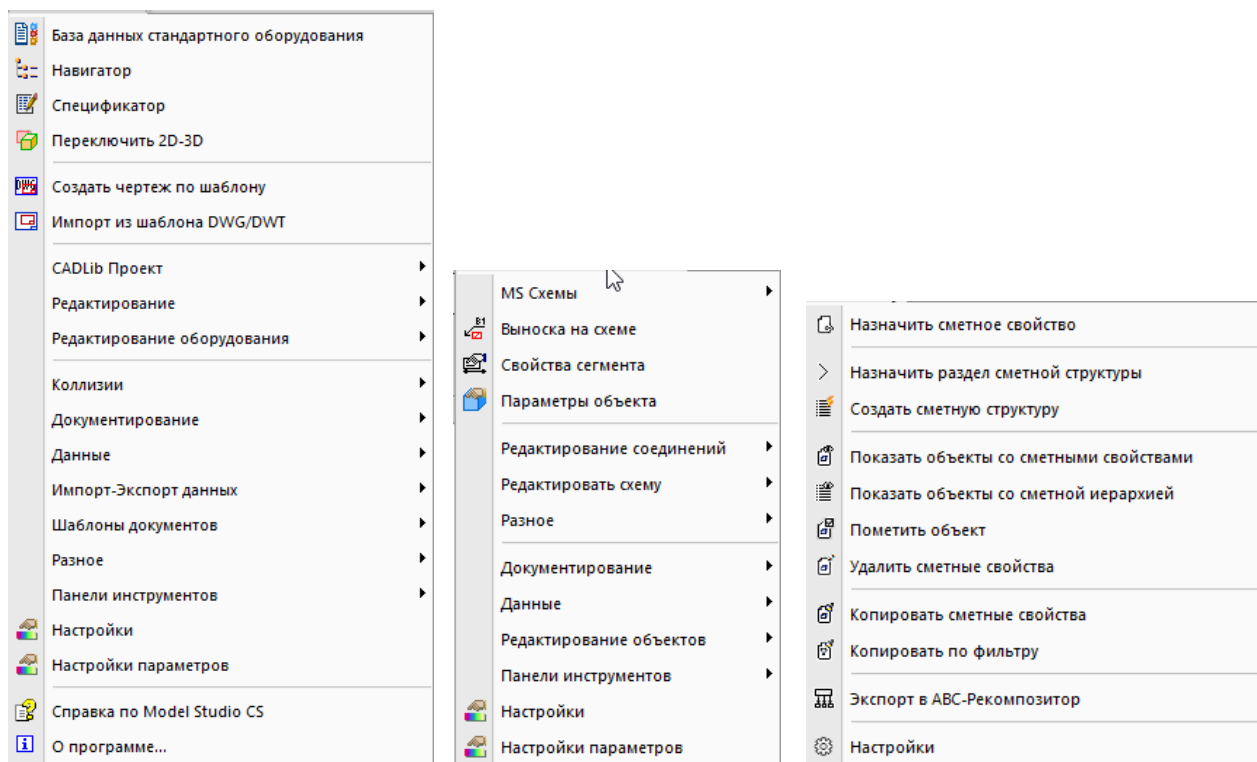 База данных стандартного оборудования
Навигатор
Спецификатор
Переключить 2D-3D
Создать чертеж по шаблону
Импорт из шаблона DWG/DWT
CADLib Проект
Редактирование
Редактирование оборудования
Коллизии
Документирование
Данные
Импорт-Экспорт данных
Шаблоны документов
Разное
Панели инструментов
Настройки
Настройки параметров
Справка по Model Studio CS
О программе...
MS Схемы
Выноска на схеме
Свойства сегмента
Параметры объекта
Редактирование соединений
Редактировать схему
Разное
Документирование
Данные
Редактирование объектов
Панели инструментов
Настройки
Настройки параметров
Назначить сметное свойство
Назначить раздел сметной структуры
Создать сметную структуру
Показать объекты со сметными свойствами
Показать объекты со сметной иерархией
Пометить объект
Удалить сметные свойства
Копировать сметные свойства
Копировать по фильтру
Экспорт в АВС-Рекомпозитор
Настройки